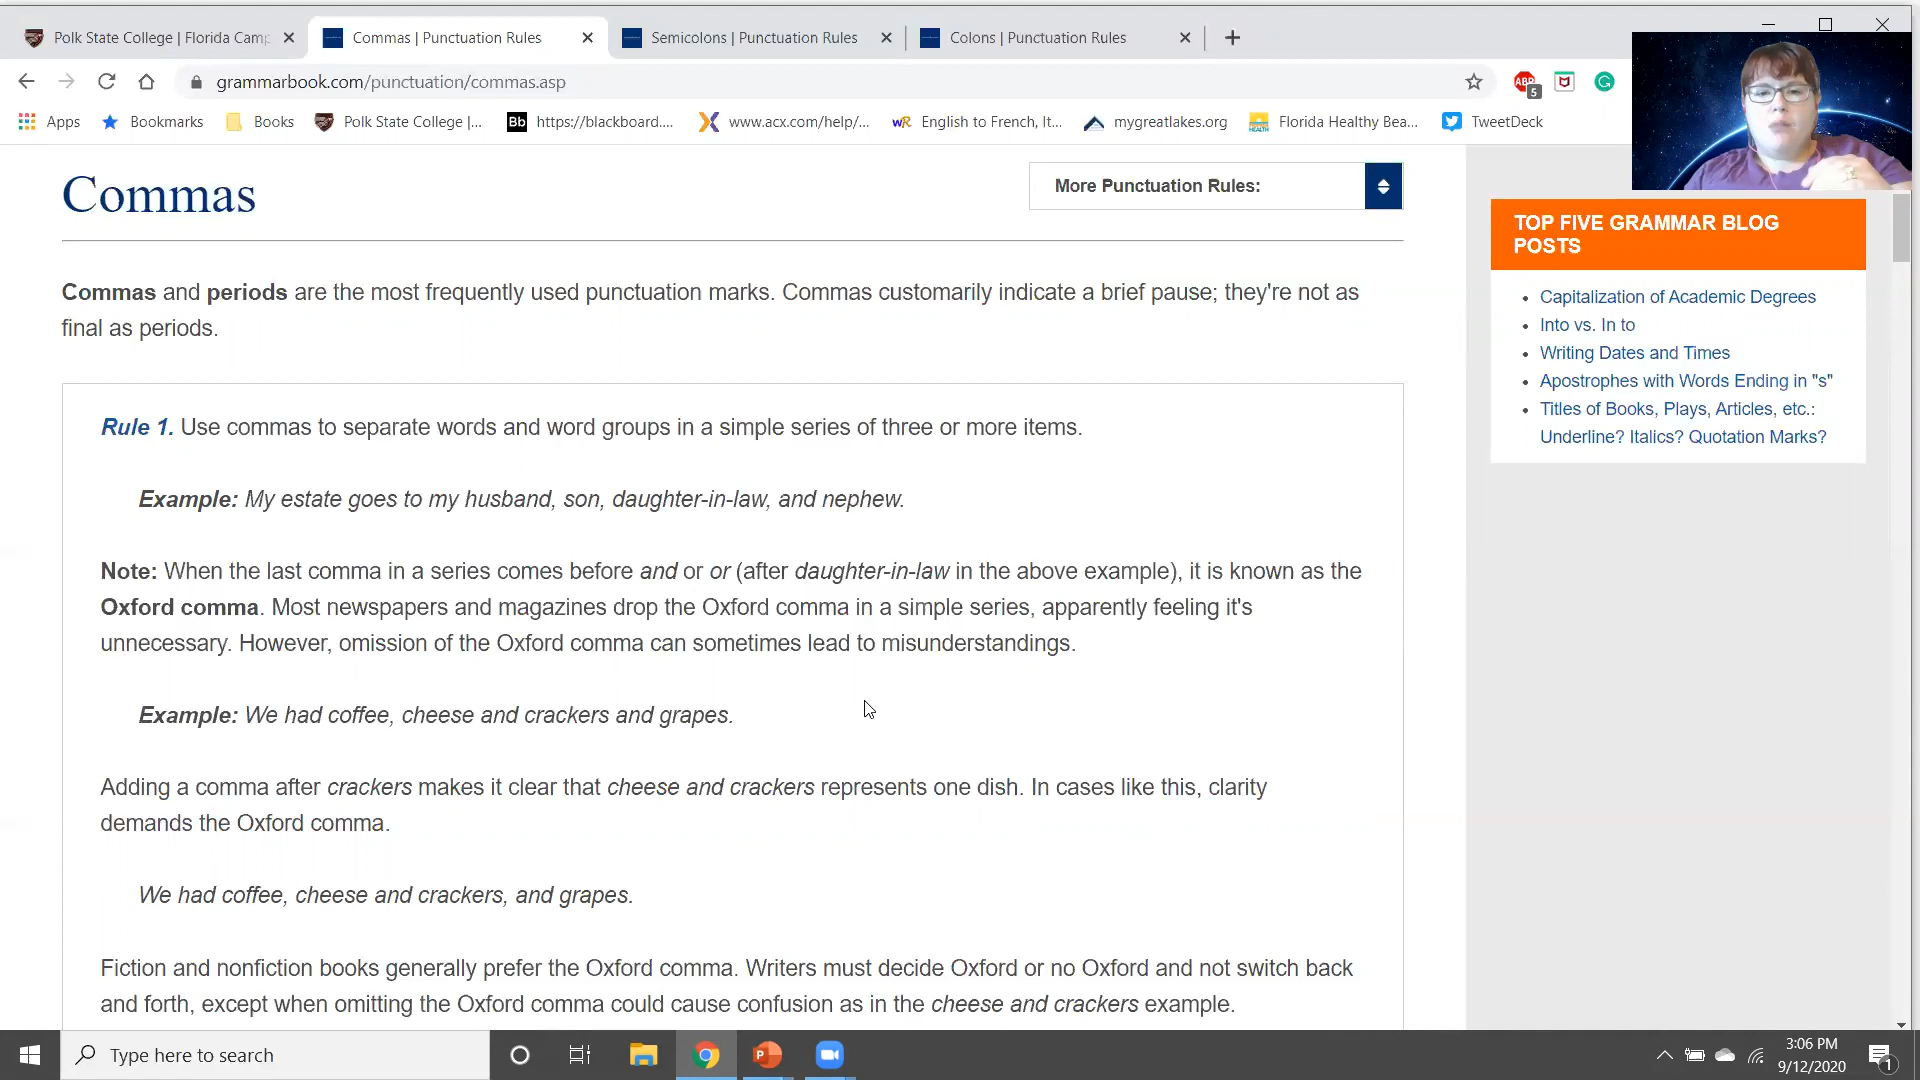 Polk State College | Florida Camp
Commas | Punctuation Rules
Semicolons | Punctuation Rules
Colons | Punctuation Rules
grammarbook.com/punctuation/commas.asp
ABP
5
Apps
Bookmarks
Books
Polk State College |...
Bb
https://blackboard....
www.acx.com/help/...
wR
English to French, It...
mygreatlakes.org
Florida Healthy Bea...
TweetDeck
Commas
More Punctuation Rules:
Commas and periods are the most frequently used punctuation marks. Commas customarily indicate a brief pause; they're not as
final as periods.
Rule 1. Use commas to separate words and word groups in a simple series of three or more items.
Example: My estate goes to my husband, son, daughter-in-law, and nephew.
Note: When the last comma in a series comes before and or or (after daughter-in-law in the above example), it is known as the
Oxford comma. Most newspapers and magazines drop the Oxford comma in a simple series, apparently feeling it's
unnecessary. However, omission of the Oxford comma can sometimes lead to misunderstandings.
Example: We had coffee, cheese and crackers and grapes.
Adding a comma after crackers makes it clear that cheese and crackers represents one dish. In cases like this, clarity
demands the Oxford comma.
We had coffee, cheese and crackers, and grapes.
Fiction and nonfiction books generally prefer the Oxford comma. Writers must decide Oxford or no Oxford and not switch back
and forth, except when omitting the Oxford comma could cause confusion as in the cheese and crackers example.
TOP FIVE GRAMMAR BLOG
POSTS
Capitalization of Academic Degrees
Into vs. In to
Writing Dates and Times
Apostrophes with Words Ending in "s"
Titles of Books, Plays, Articles, etc.:
Underline? Italics? Quotation Marks?
Type here to search
3:06 PM
9/12/2020
1